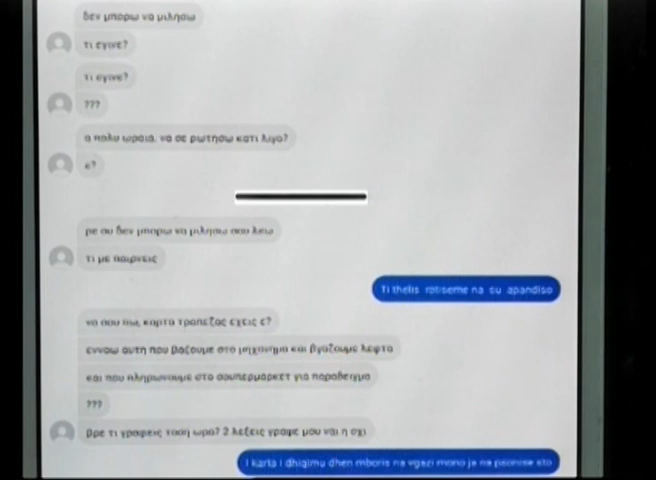 δεν μπορω να μιλησω
τι εγινε?
τι εγινε?
???
α πολυ ωραια, να σε ρωτησω κατι λιγο?
ε?
ρε συ δεν μπορω να μιλησω σου λεω
τι με παιρνεις
Ti thelis rotiseme na su apandiso
να σου πω, καρτα τραπεζας εχεις ε?
εννοω αυτη που βαζουμε στο μηχανημα και βγαζουμε λεφτα
και που πληρωνουμε στο σουπερμαρκετ για παραδειγμα
???
βρε τι γραφεις τοση ωρα? 2 λεξεις γραψε μου ναι η οχι
I karta i dhigimu dhen mboris na vgazi mono ja na psonise sto